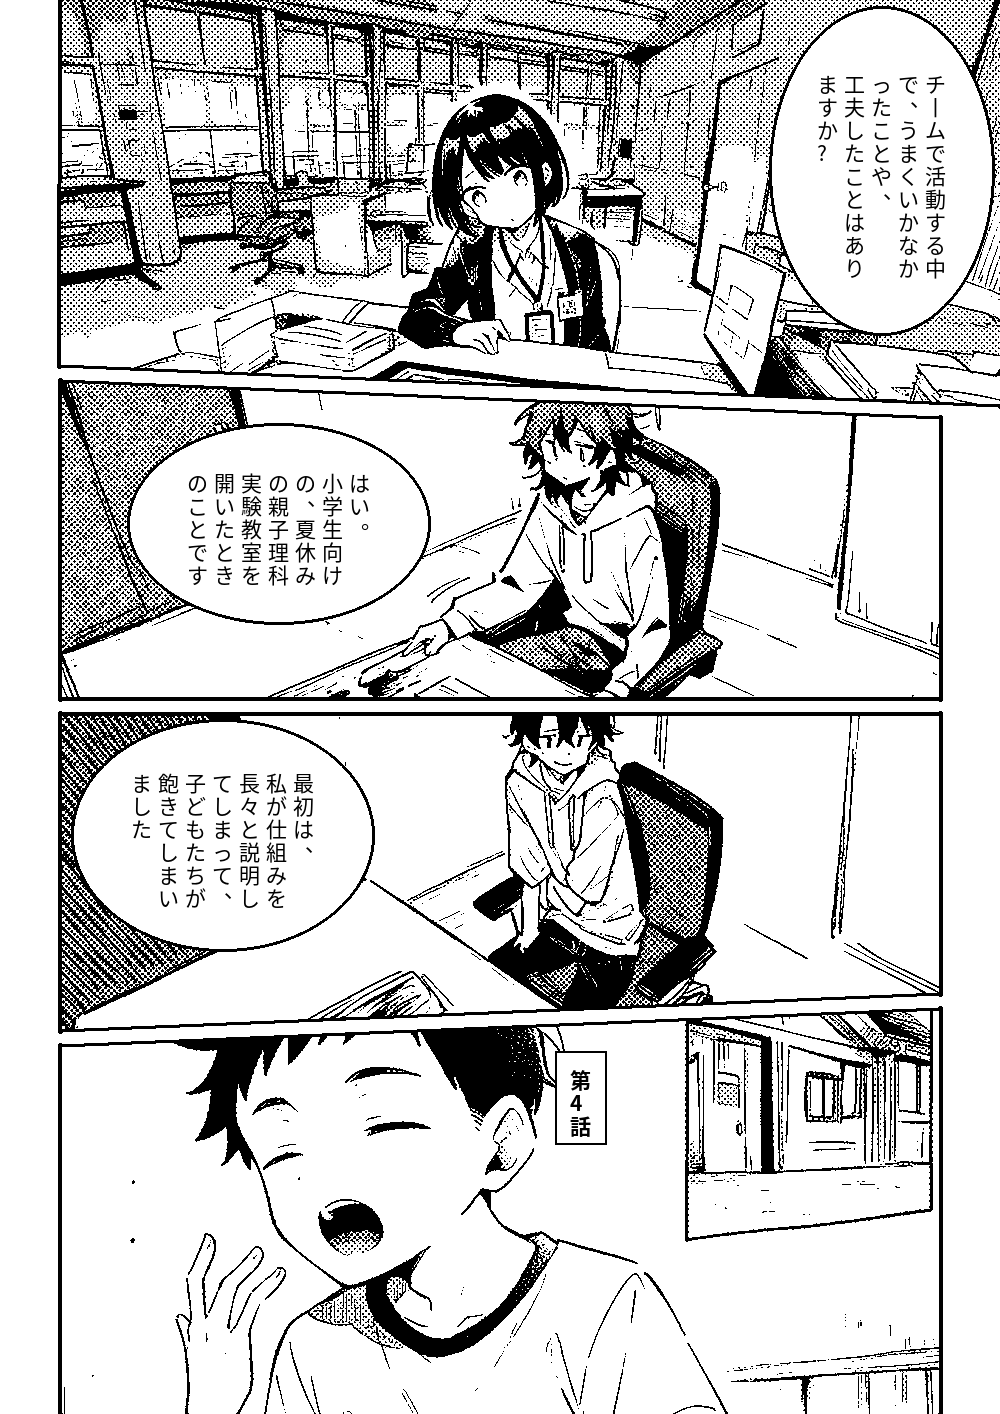 チームで活動する中
で、うまくいかなか
ったことや、
工夫したことはあり
ますか?
はい。
小学生向け
の、夏休み
の親子理科
実験教室を
開いたとき
のことです
最初は、
私が仕組みを
長々と説明し
てしまって、
子どもたちが
飽きてしまい
ました
第4話